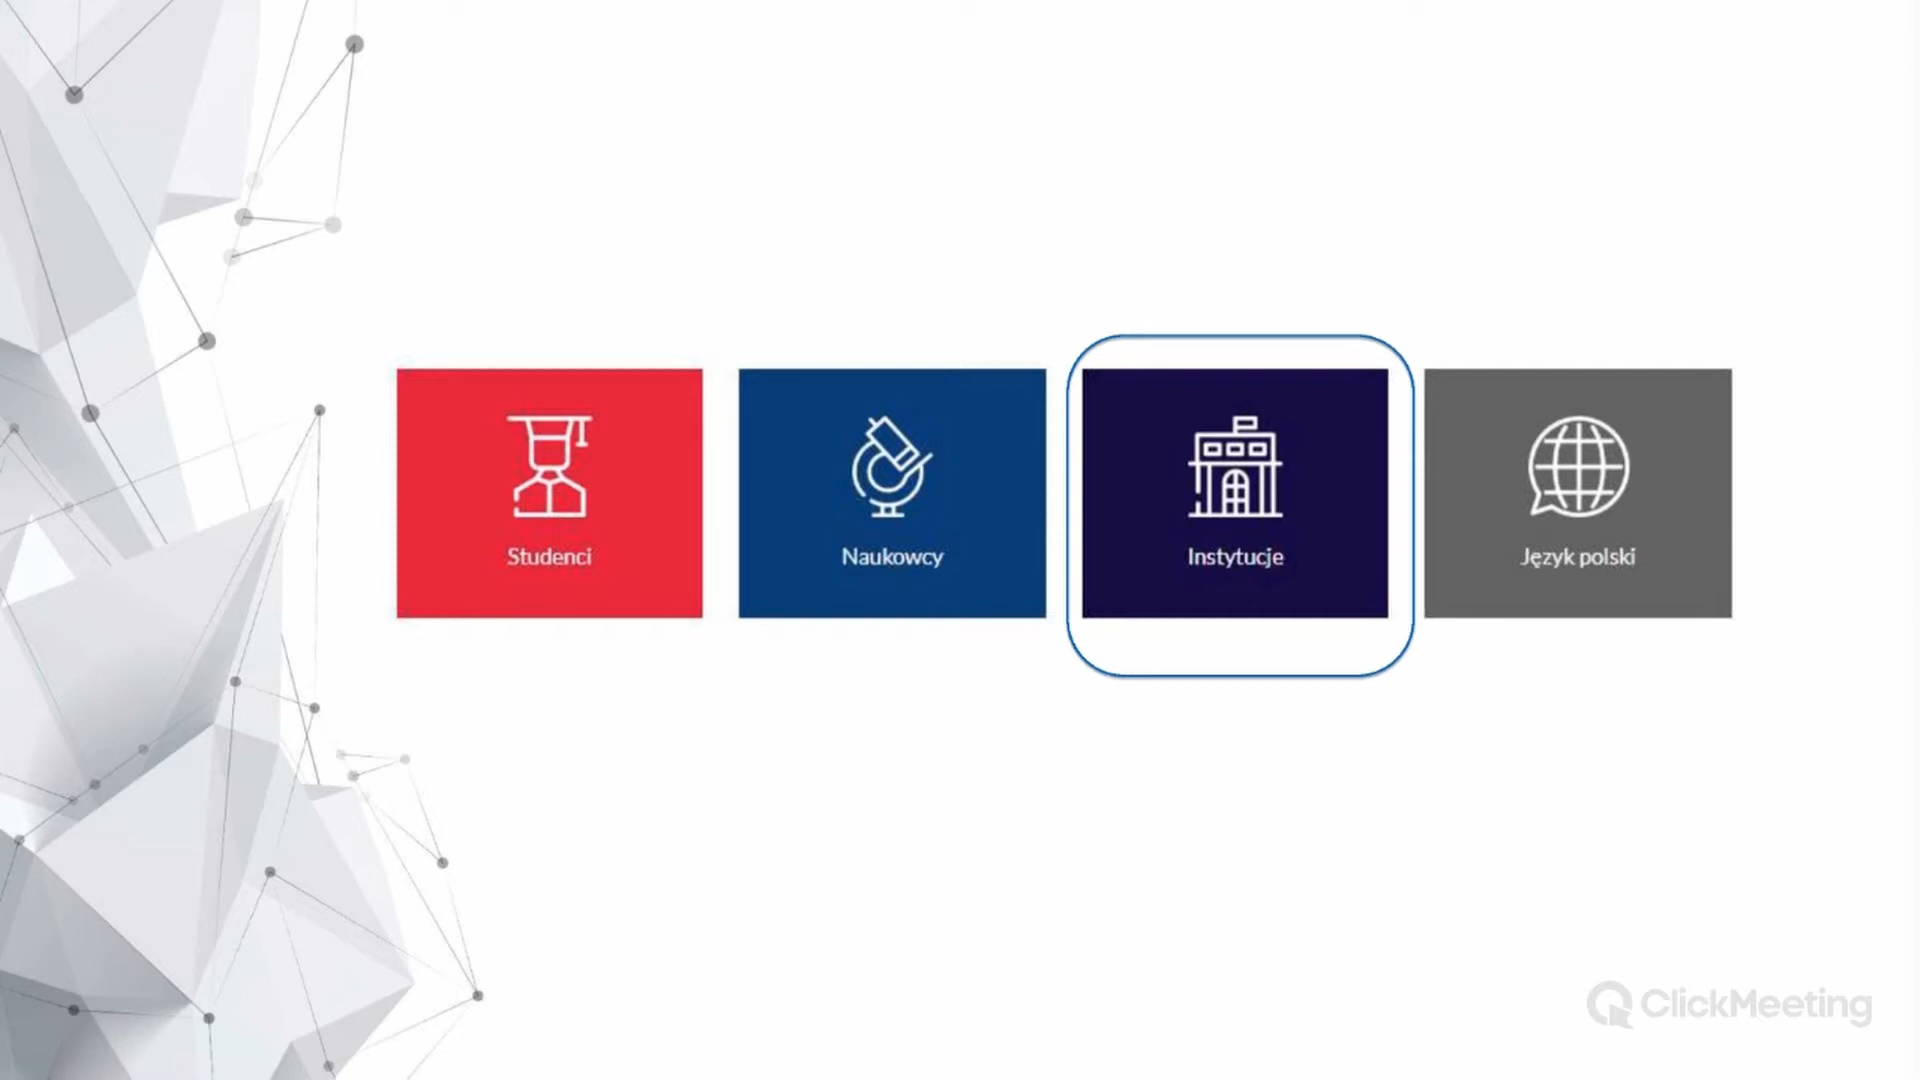 Studenci
Naukowcy
Instytucje
Język polski
ClickMeeting